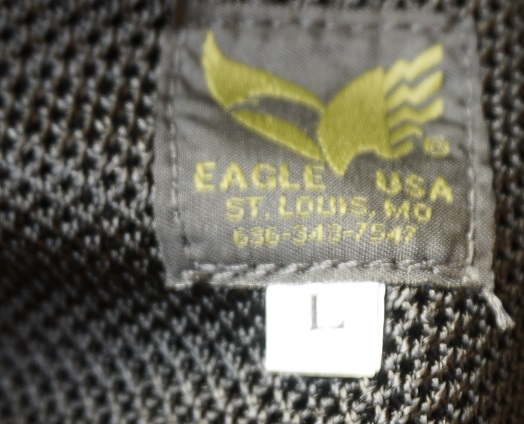 ®
EAGLE USA
ST. LOUIS, MO
636-343-7547
L